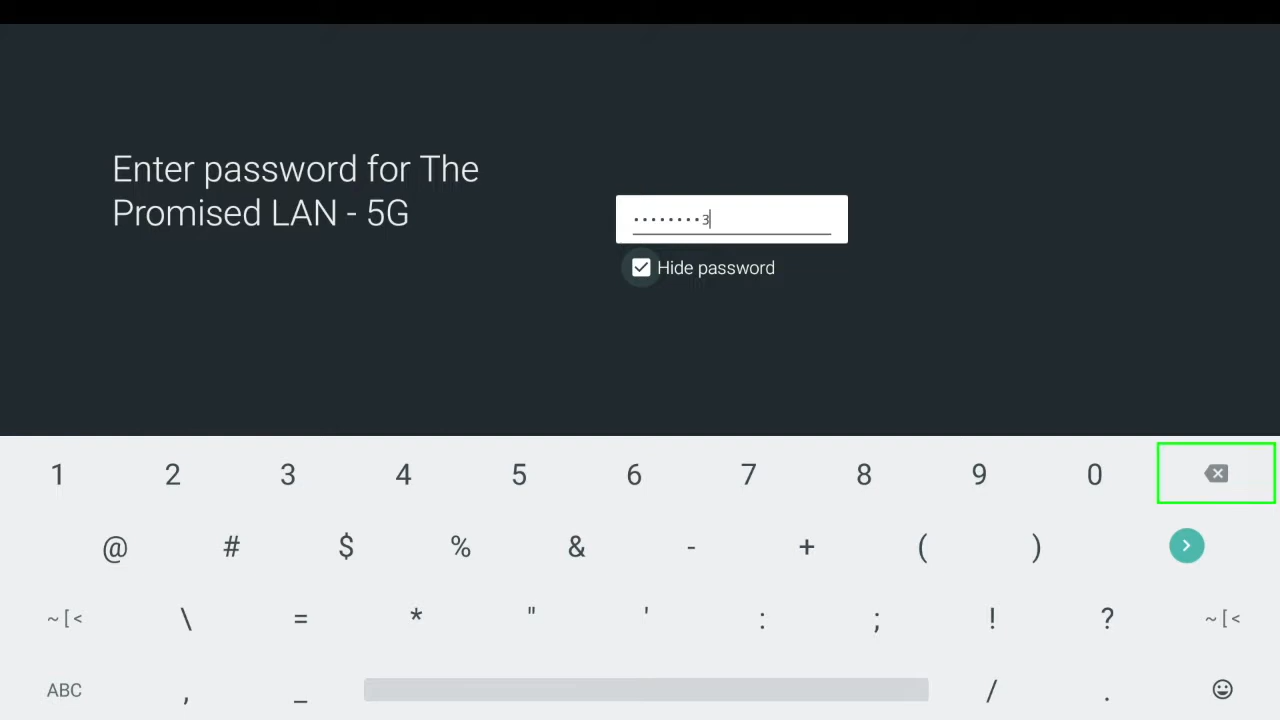 Enter password for The
Promised LAN - 5G
••••••••3
Hide password
1 2 3 4 5 6 7 8 9 0
@ # $ % & - + ( )
~[< \ = * " ' : ; ! ? ~[<
ABC , _ / .